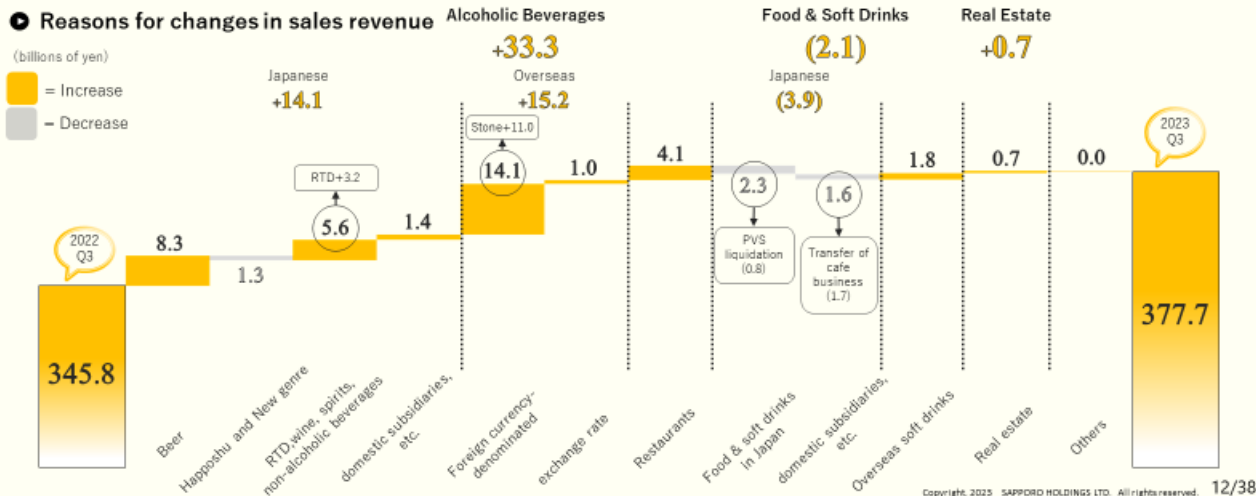 Reasons for changes in sales revenue
(billions of yen)
= Increase
= Decrease
Alcoholic Beverages
+33.3
Food & Soft Drinks
(2.1)
Real Estate
+0.7
Japanese
+14.1
Overseas
+15.2
Japanese
(3.9)
2022
Q3
345.8
8.3
1.3
RTD+3.2
5.6
1.4
Stone+11.0
14.1
1.0
4.1
2.3
PVS
liquidation
(0.8)
1.6
Transfer of
cafe
business
(1.7)
1.8
0.7
0.0
2023
Q3
377.7
Beer
Happoshu and New genre
RTD,wine, spirits,
non-alcoholic beverages
domestic subsidiaries,
etc.
Foreign currency-
denominated
exchange rate
Restaurants
Food & soft drinks
in Japan
domestic subsidiaries,
etc.
Overseas soft drinks
Real estate
Others
Copyright, 2023 SAPPORO HOLDINGS LTD. All rights reserved.
12/38